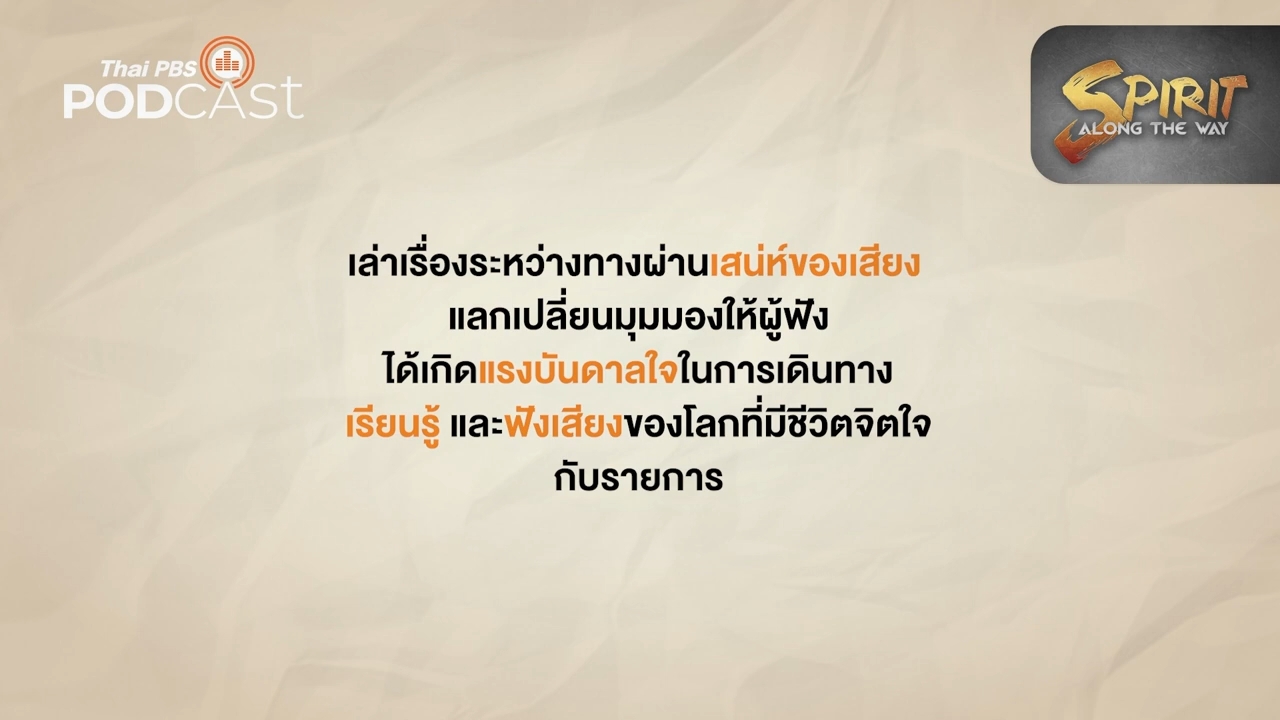 Thai PBS
PODCAST
SPIRIT
ALONG THE WAY
เล่าเรื่องระหว่างทางผ่านเสน่ห์ของเสียง
แลกเปลี่ยนมุมมองให้ผู้ฟัง
ได้เกิดแรงบันดาลใจในการเดินทาง
เรียนรู้ และฟังเสียงของโลกที่มีชีวิตจิตใจ
กับรายการ